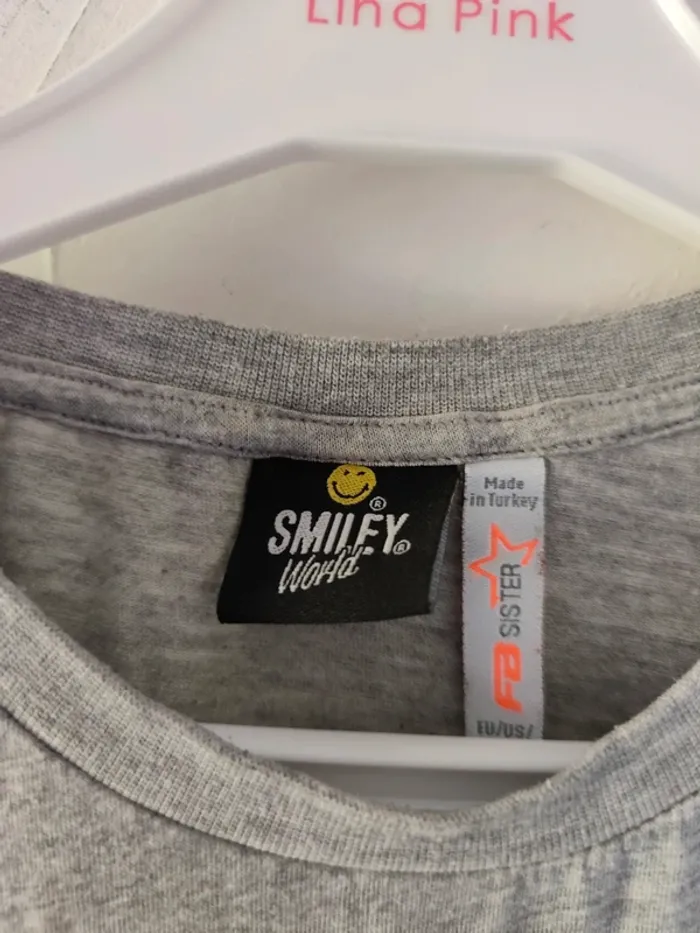 Lina Pink
SMILEY®
World®
Made
in Turkey
FB SISTER
EU/US/